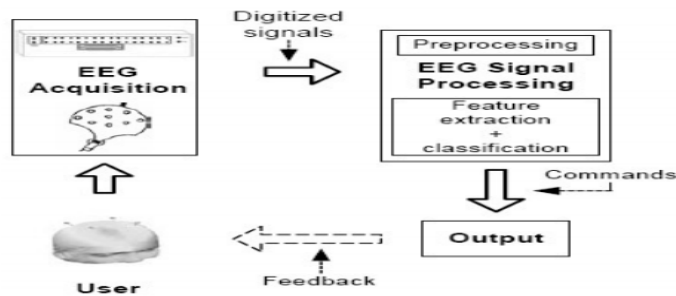 Digitized
signals
EEG
Acquisition
Preprocessing
EEG Signal
Processing
Feature
extraction
+
classification
Commands
Output
Feedback
User